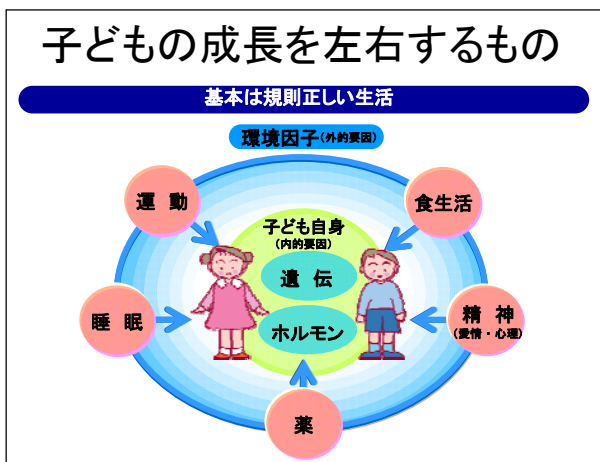 子どもの成長を左右するもの
基本は規則正しい生活
環境因子(外的要因)
運 動
食生活
子ども自身
(内的要因)
遺 伝
睡 眠
ホルモン
精 神
(愛情・心理)
薬